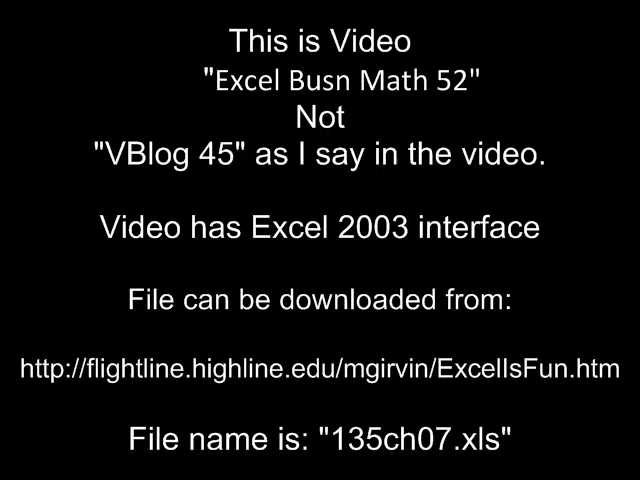 This is Video
"Excel Busn Math 52"
Not
"VBlog 45" as I say in the video.
Video has Excel 2003 interface
File can be downloaded from:
http://flightline.highline.edu/mgirvin/ExcelIsFun.htm
File name is: "135ch07.xls"